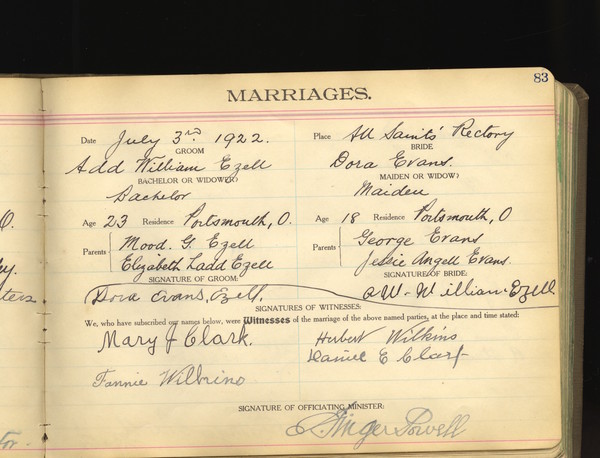 83
MARRIAGES.
Date July 3rd 1922. Place All Saints' Rectory
GROOM BRIDE
Add William Ezell Dora Evans.
BACHELOR OR WIDOWER? MAIDEN OR WIDOW?
Bachelor Maiden
Age 23 Residence Portsmouth, O. Age 18 Residence Portsmouth, O
Parents Mood. G. Ezell Parents George Evans
Elizabeth Ladd Ezell Jessie Angell Evans.
SIGNATURE OF GROOM: SIGNATURE OF BRIDE:
Dora Evans, Ezell, William Ezell
SIGNATURES OF WITNESSES:
We, who have subscribed our names below, were Witnesses of the marriage of the above named parties, at the place and time stated:
Mary J Clark. Herbert Wilkins
Daniel E Clark
Fannie
SIGNATURE OF OFFICIATING MINISTER:
Powell